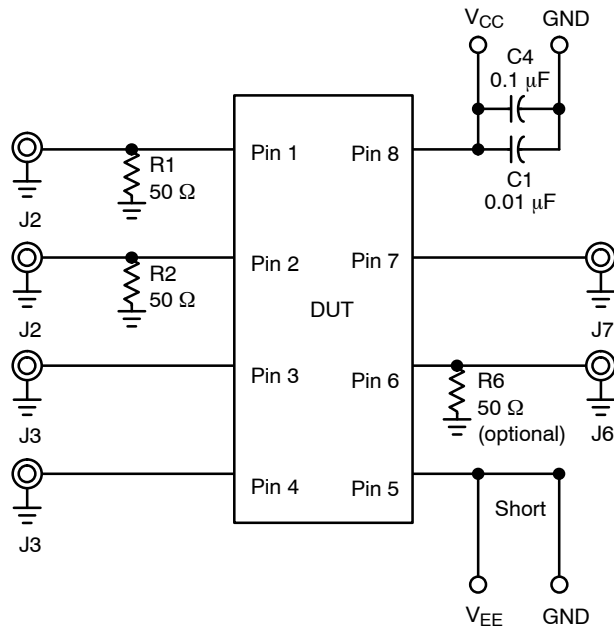 V_CC GND
C4
0.1 µF
C1
0.01 µF
Pin 1
Pin 8
R1
50 Ω
J2
Pin 2
Pin 7
R2
50 Ω
DUT
J2
J7
Pin 3
Pin 6
R6
50 Ω
(optional)
J3
J6
Pin 4
Pin 5
Short
J3
V_EE GND